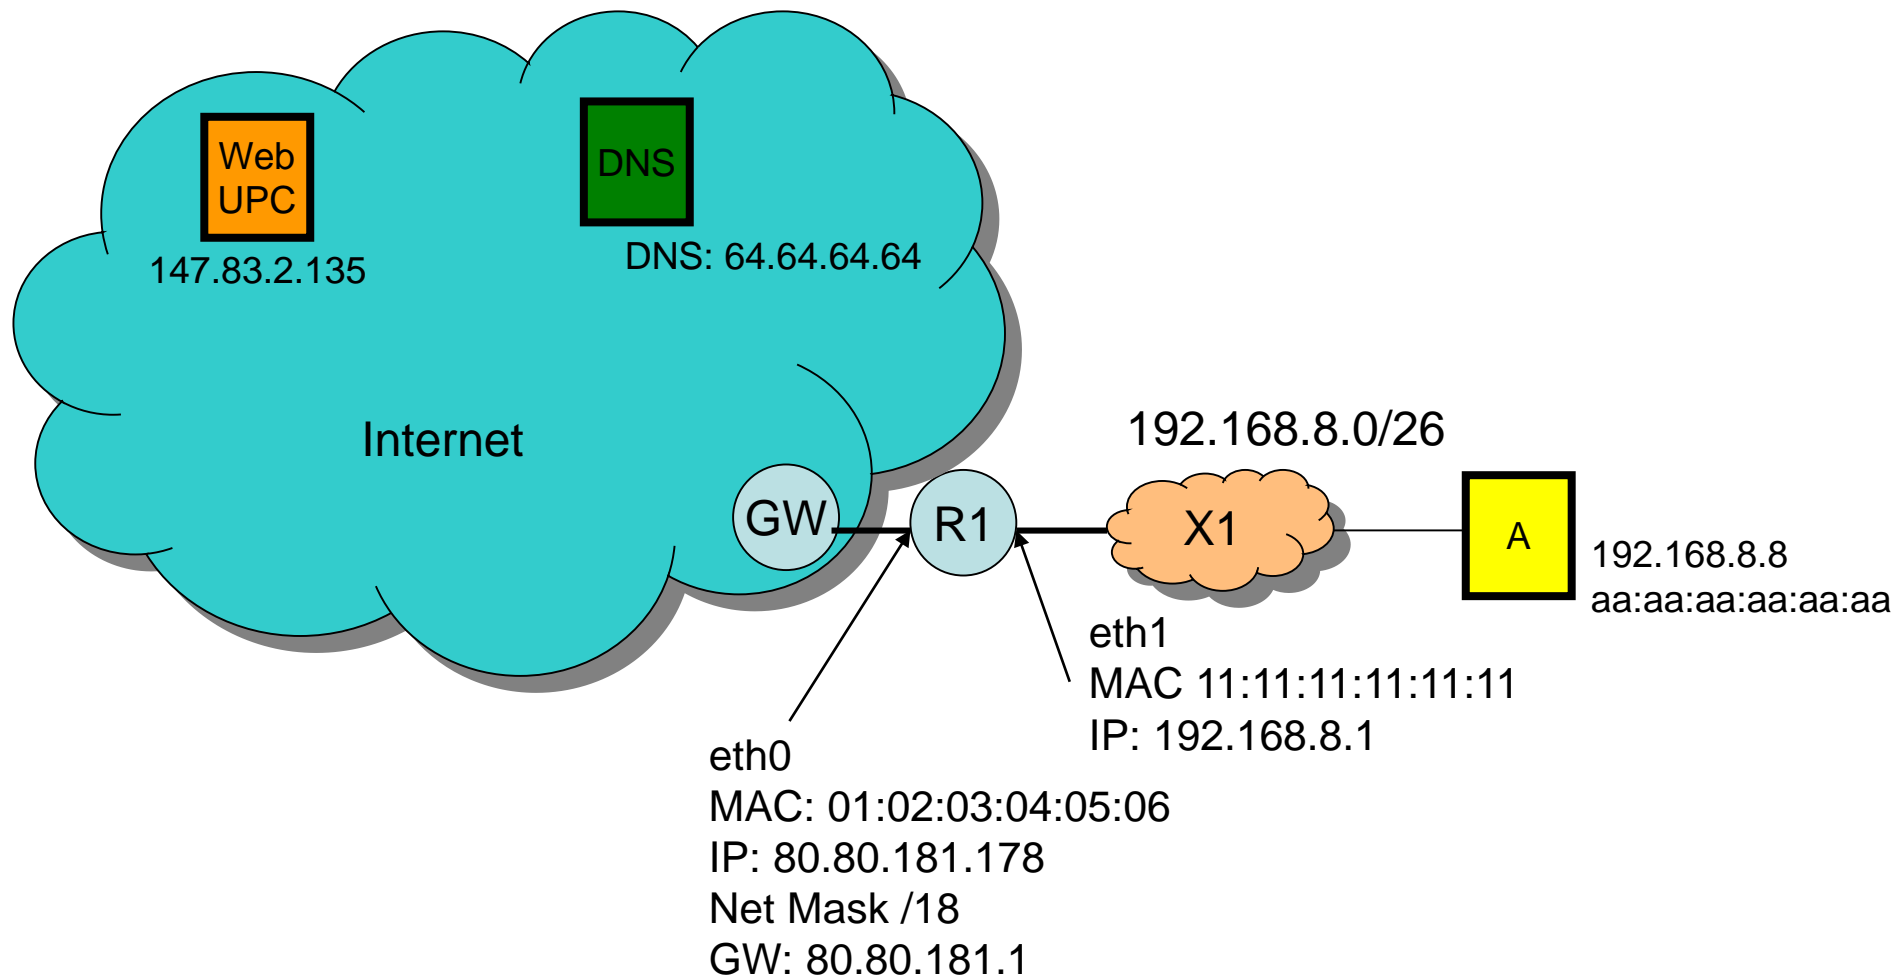 Web
UPC
147.83.2.135
DNS
DNS: 64.64.64.64
Internet
GW
R1
192.168.8.0/26
X1
A
192.168.8.8
aa:aa:aa:aa:aa:aa
eth1
MAC 11:11:11:11:11:11
IP: 192.168.8.1
eth0
MAC: 01:02:03:04:05:06
IP: 80.80.181.178
Net Mask /18
GW: 80.80.181.1